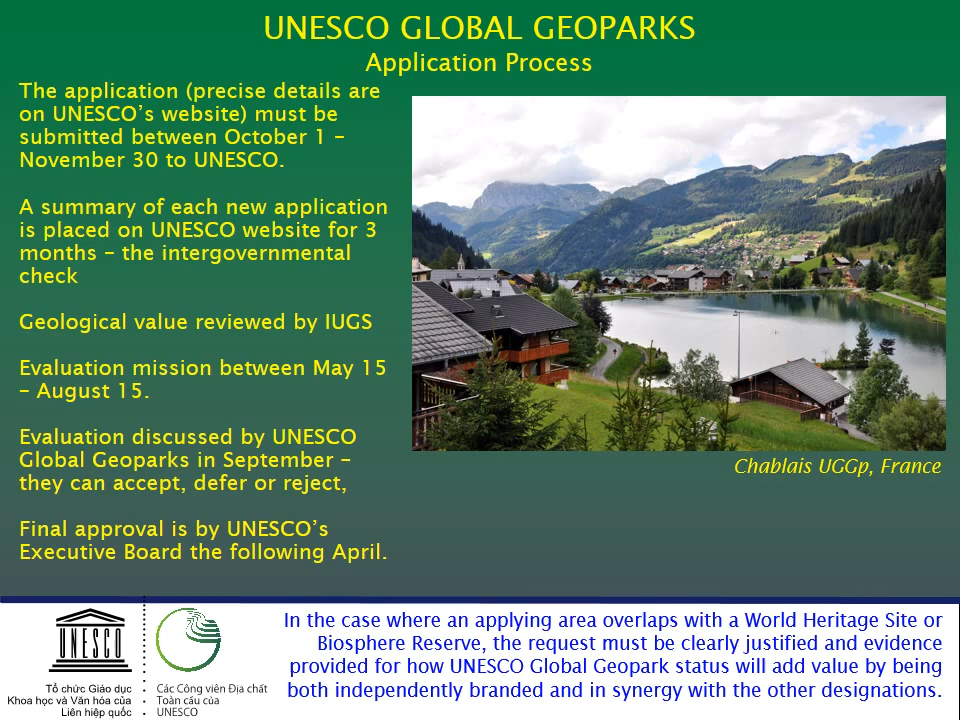 UNESCO GLOBAL GEOPARKS
Application Process
The application (precise details are
on UNESCO’s website) must be
submitted between October 1 –
November 30 to UNESCO.
A summary of each new application
is placed on UNESCO website for 3
months – the intergovernmental
check
Geological value reviewed by IUGS
Evaluation mission between May 15
– August 15.
Evaluation discussed by UNESCO
Global Geoparks in September –
they can accept, defer or reject,
Final approval is by UNESCO’s
Executive Board the following April.
Chablais UGGp, France
UNESCO
Tổ chức Giáo dục
Khoa học và Văn hóa của
Liên hiệp quốc
Các Công viên Địa chất
Toàn cầu của
UNESCO
In the case where an applying area overlaps with a World Heritage Site or
Biosphere Reserve, the request must be clearly justified and evidence
provided for how UNESCO Global Geopark status will add value by being
both independently branded and in synergy with the other designations.